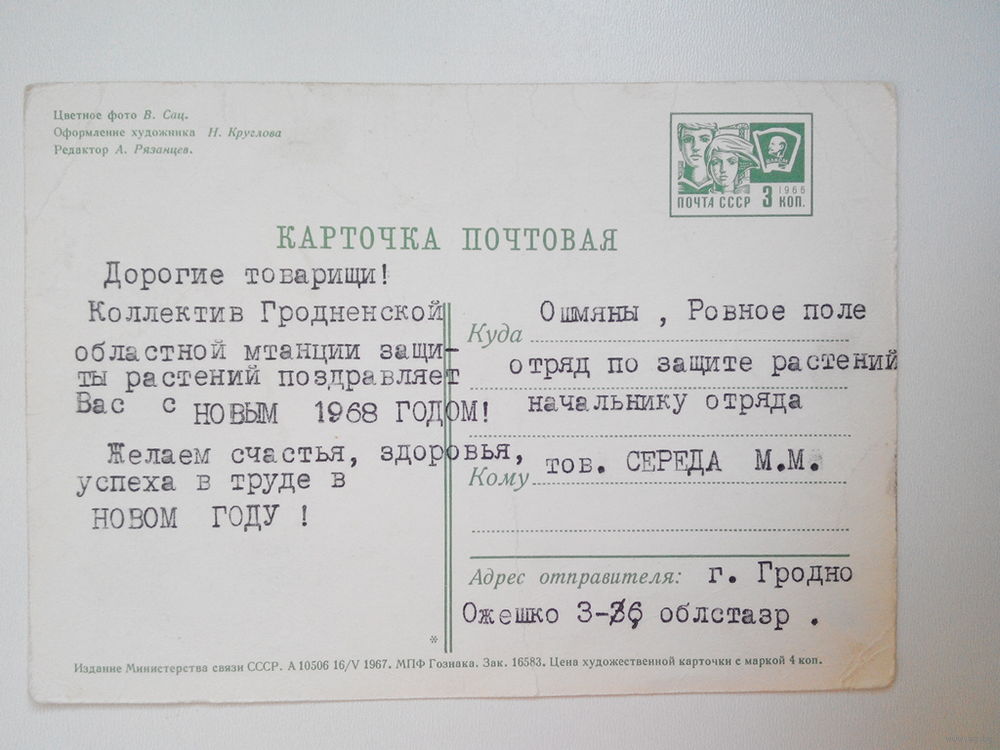 Цветное фото В. Сац.
Оформление художника Н. Круглова
Редактор А. Рязанцев.
ВЛКСМ
1966
ПОЧТА СССР 3 КОП.
КАРТОЧКА ПОЧТОВАЯ
Дорогие товарищи!
Коллектив Гродненской
областной мтанции защи-
ты растений поздравляет
Вас с НОВЫМ 1968 ГОДОМ!
Желаем счастья, здоровья,
успеха в труде в
НОВОМ ГОДУ !
Куда Ошмяны , Ровное поле
отряд по защите растений
начальнику отряда
Кому тов. СЕРЕДА М.М.
Адрес отправителя: г. Гродно
Ожешко 3-6 облстазр .
*
Издание Министерства связи СССР. А 10506 16/V 1967. МПФ Гознака. Зак. 16583. Цена художественной карточки с маркой 4 коп.